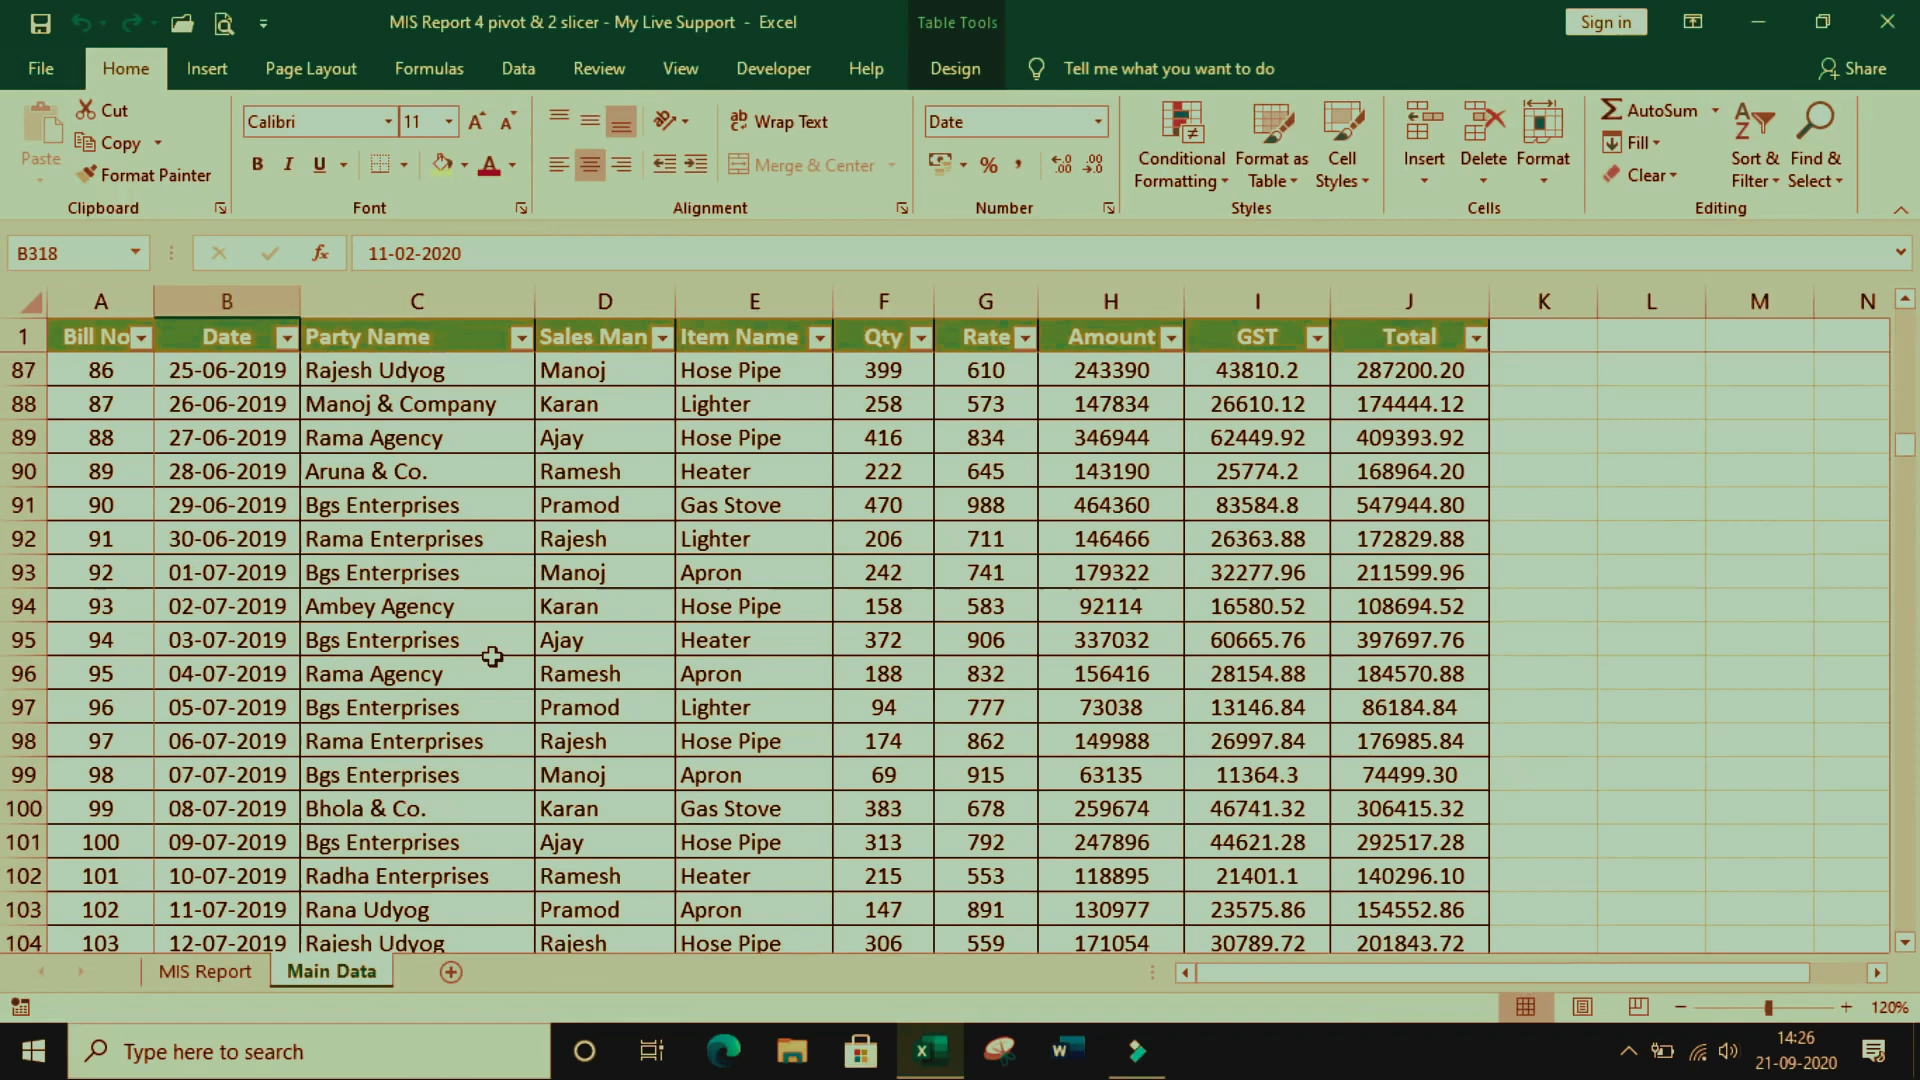 MIS Report 4 pivot & 2 slicer - My Live Support - Excel
Table Tools
Sign in
File Home Insert Page Layout Formulas Data Review View Developer Help Design Tell me what you want to do Share
Paste
Cut
Copy
Format Painter
Clipboard
Calibri 11
B I U A
Font
ab Wrap Text
Merge & Center
Alignment
Date
% , .00
Number
Conditional Formatting
Format as Table
Cell Styles
Styles
Insert Delete Format
Cells
AutoSum
Fill
Clear
Sort & Filter
Find & Select
Editing
B318 fx 11-02-2020
A B C D E F G H I J K L M N
1 Bill No Date Party Name Sales Man Item Name Qty Rate Amount GST Total
87 86 25-06-2019 Rajesh Udyog Manoj Hose Pipe 399 610 243390 43810.2 287200.20
88 87 26-06-2019 Manoj & Company Karan Lighter 258 573 147834 26610.12 174444.12
89 88 27-06-2019 Rama Agency Ajay Hose Pipe 416 834 346944 62449.92 409393.92
90 89 28-06-2019 Aruna & Co. Ramesh Heater 222 645 143190 25774.2 168964.20
91 90 29-06-2019 Bgs Enterprises Pramod Gas Stove 470 988 464360 83584.8 547944.80
92 91 30-06-2019 Rama Enterprises Rajesh Lighter 206 711 146466 26363.88 172829.88
93 92 01-07-2019 Bgs Enterprises Manoj Apron 242 741 179322 32277.96 211599.96
94 93 02-07-2019 Ambey Agency Karan Hose Pipe 158 583 92114 16580.52 108694.52
95 94 03-07-2019 Bgs Enterprises Ajay Heater 372 906 337032 60665.76 397697.76
96 95 04-07-2019 Rama Agency Ramesh Apron 188 832 156416 28154.88 184570.88
97 96 05-07-2019 Bgs Enterprises Pramod Lighter 94 777 73038 13146.84 86184.84
98 97 06-07-2019 Rama Enterprises Rajesh Hose Pipe 174 862 149988 26997.84 176985.84
99 98 07-07-2019 Bgs Enterprises Manoj Apron 69 915 63135 11364.3 74499.30
100 99 08-07-2019 Bhola & Co. Karan Gas Stove 383 678 259674 46741.32 306415.32
101 100 09-07-2019 Bgs Enterprises Ajay Hose Pipe 313 792 247896 44621.28 292517.28
102 101 10-07-2019 Radha Enterprises Ramesh Heater 215 553 118895 21401.1 140296.10
103 102 11-07-2019 Rana Udyog Pramod Apron 147 891 130977 23575.86 154552.86
104 103 12-07-2019 Rajesh Udyog Rajesh Hose Pipe 306 559 171054 30789.72 201843.72
MIS Report Main Data
120%
Type here to search
14:26
21-09-2020